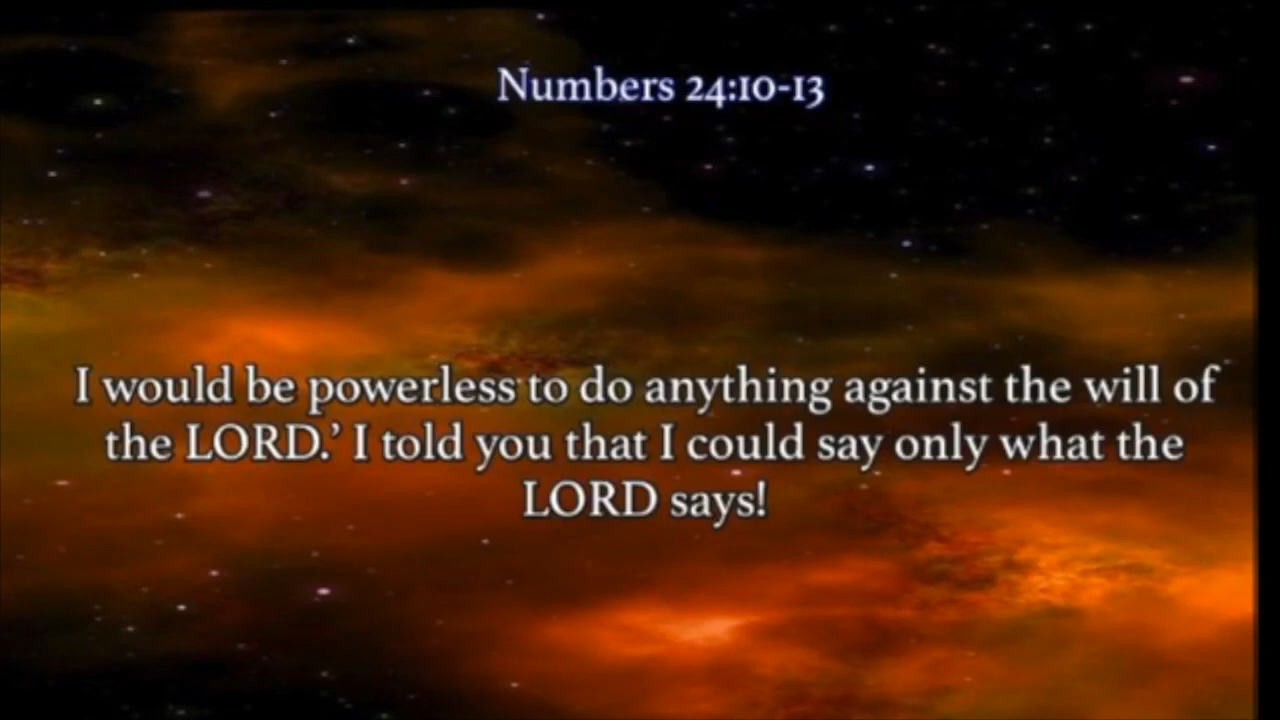 Numbers 24:10-13
I would be powerless to do anything against the will of
the LORD.’ I told you that I could say only what the
LORD says!